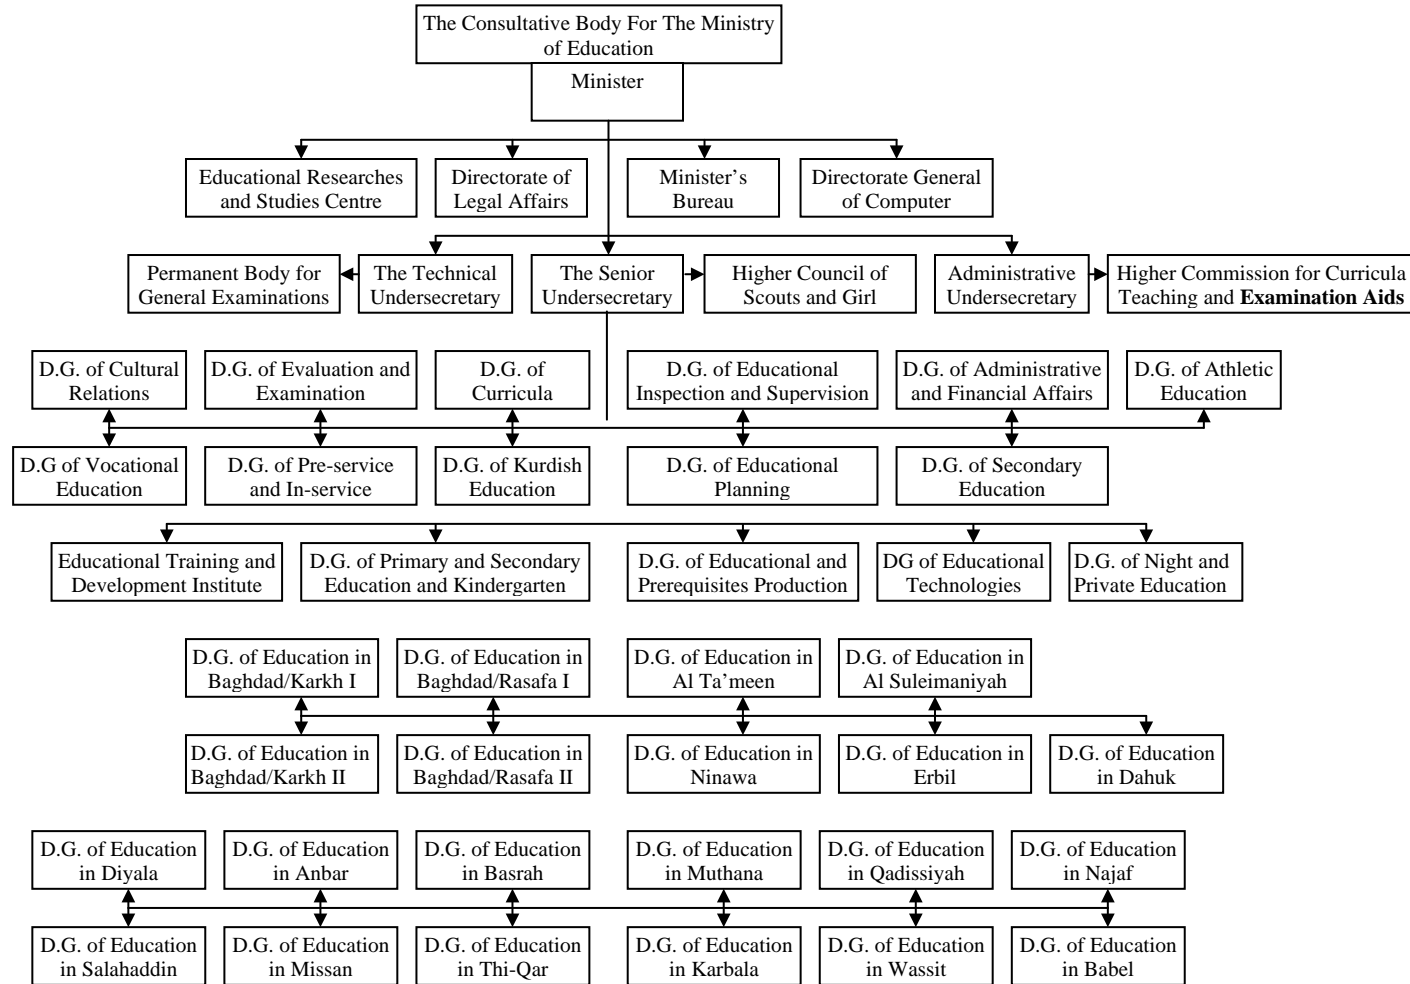 The Consultative Body For The Ministry
of Education
Minister
Educational Researches
and Studies Centre
Directorate of
Legal Affairs
Minister's
Bureau
Directorate General
of Computer
Permanent Body for
General Examinations
The Technical
Undersecretary
The Senior
Undersecretary
Higher Council of
Scouts and Girl
Administrative
Undersecretary
Higher Commission for Curricula
Teaching and Examination Aids
D.G. of Cultural
Relations
D.G. of Evaluation and
Examination
D.G. of
Curricula
D.G. of Educational
Inspection and Supervision
D.G. of Administrative
and Financial Affairs
D.G. of Athletic
Education
D.G of Vocational
Education
D.G. of Pre-service
and In-service
D.G. of Kurdish
Education
D.G. of Educational
Planning
D.G. of Secondary
Education
Educational Training and
Development Institute
D.G. of Primary and Secondary
Education and Kindergarten
D.G. of Educational and
Prerequisites Production
DG of Educational
Technologies
D.G. of Night and
Private Education
D.G. of Education in
Baghdad/Karkh I
D.G. of Education in
Baghdad/Rasafa I
D.G. of Education in
Al Ta'meen
D.G. of Education in
Al Suleimaniyah
D.G. of Education in
Baghdad/Karkh II
D.G. of Education in
Baghdad/Rasafa II
D.G. of Education in
Ninawa
D.G. of Education in
Erbil
D.G. of Education
in Dahuk
D.G. of Education
in Diyala
D.G. of Education
in Anbar
D.G. of Education
in Basrah
D.G. of Education
in Muthana
D.G. of Education
in Qadissiyah
D.G. of Education
in Najaf
D.G. of Education
in Salahaddin
D.G. of Education
in Missan
D.G. of Education
in Thi-Qar
D.G. of Education
in Karbala
D.G. of Education
in Wassit
D.G. of Education
in Babel